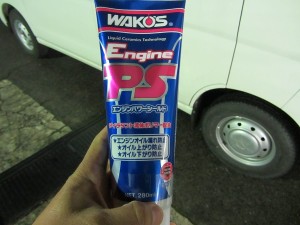 WAKO'S
Liquid Ceramics Technology
Engine
PS
エンジンパワーシールド
★エンジンオイル漏れ防止
★オイル上がり防止
★オイル下がり防止